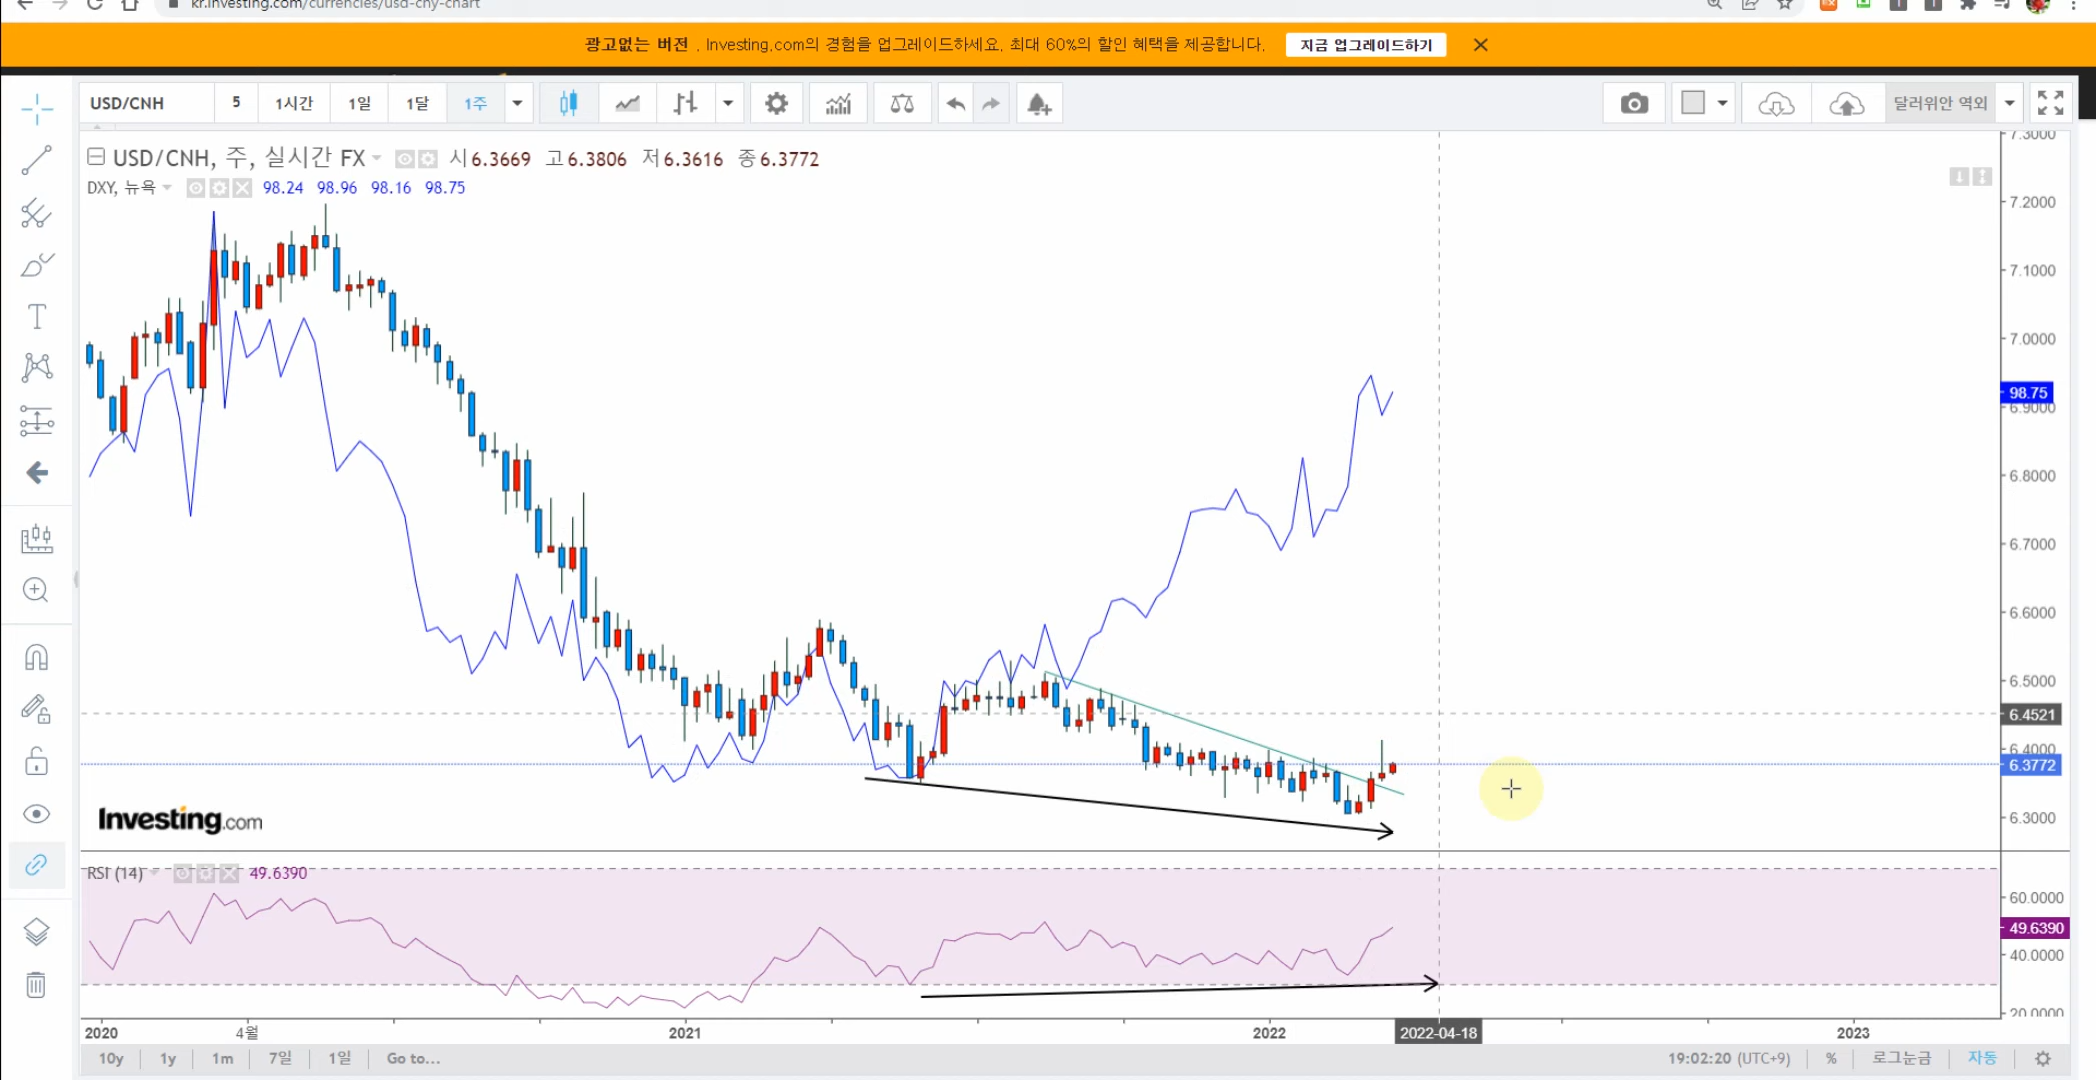 kr.investing.com/currencies/usd-cny-chart
광고없는 버전 . Investing.com의 경험을 업그레이드하세요. 최대 60%의 할인 혜택을 제공합니다. 지금 업그레이드하기
USD/CNH 5 1시간 1일 1달 1주 달러위안 역외
USD/CNH, 주, 실시간 FX 시6.3669 고6.3806 저6.3616 종6.3772
DXY, 뉴욕 98.24 98.96 98.16 98.75
7.3000
7.2000
7.1000
7.0000
98.75
6.9000
6.8000
6.7000
6.6000
6.5000
6.4521
6.4000
6.3772
6.3000
Investing.com
RSI (14) 49.6390
60.0000
49.6390
40.0000
20.0000
2020 4월 2021 2022 2022-04-18 2023
10y 1y 1m 7일 1일 Go to... 19:02:20 (UTC+9) % 로그눈금 자동